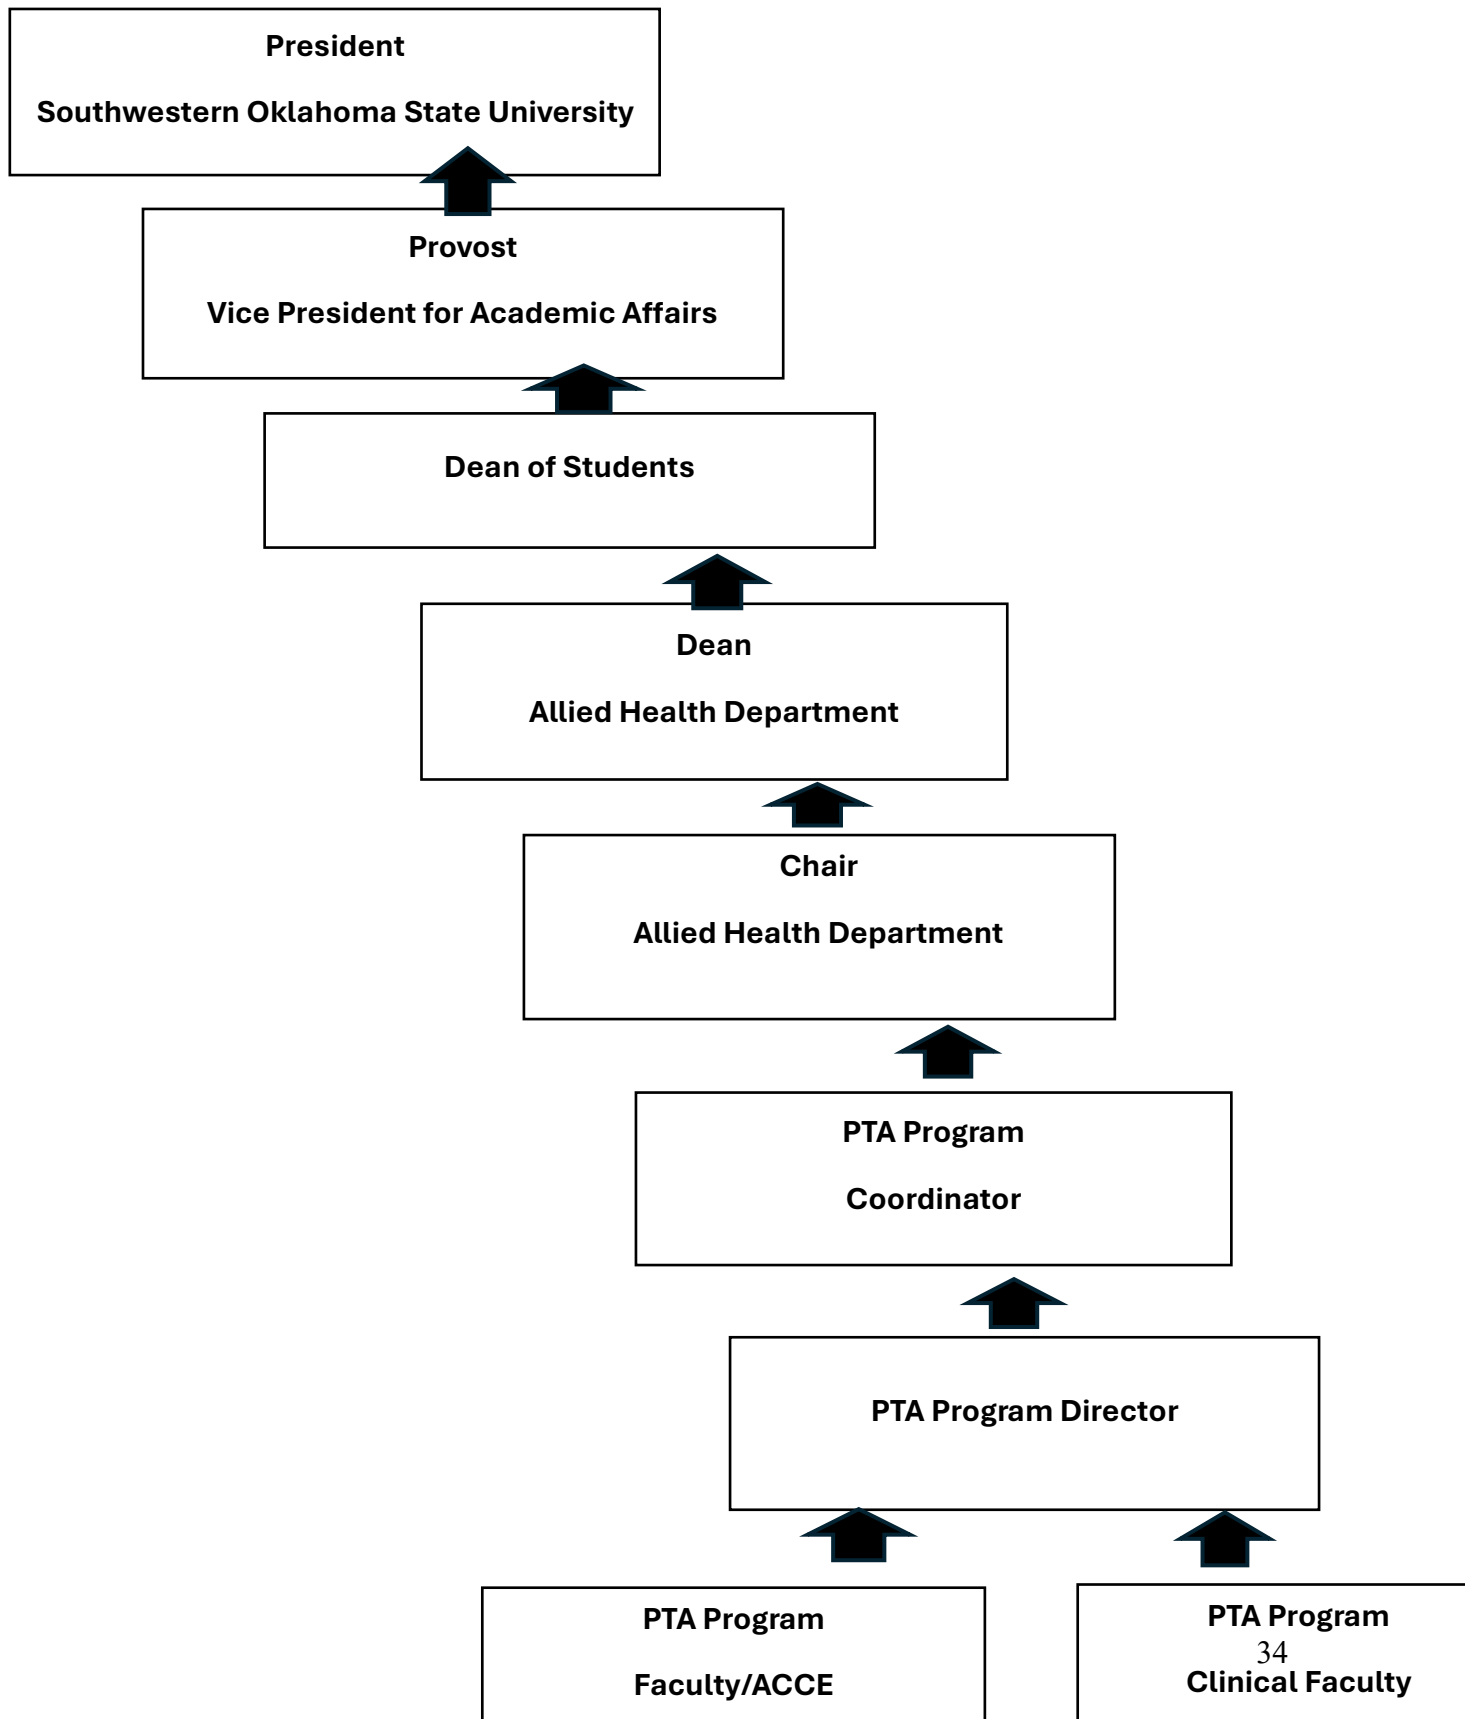 President
Southwestern Oklahoma State University
Provost
Vice President for Academic Affairs
Dean of Students
Dean
Allied Health Department
Chair
Allied Health Department
PTA Program
Coordinator
PTA Program Director
PTA Program
Faculty/ACCE
PTA Program
34
Clinical Faculty